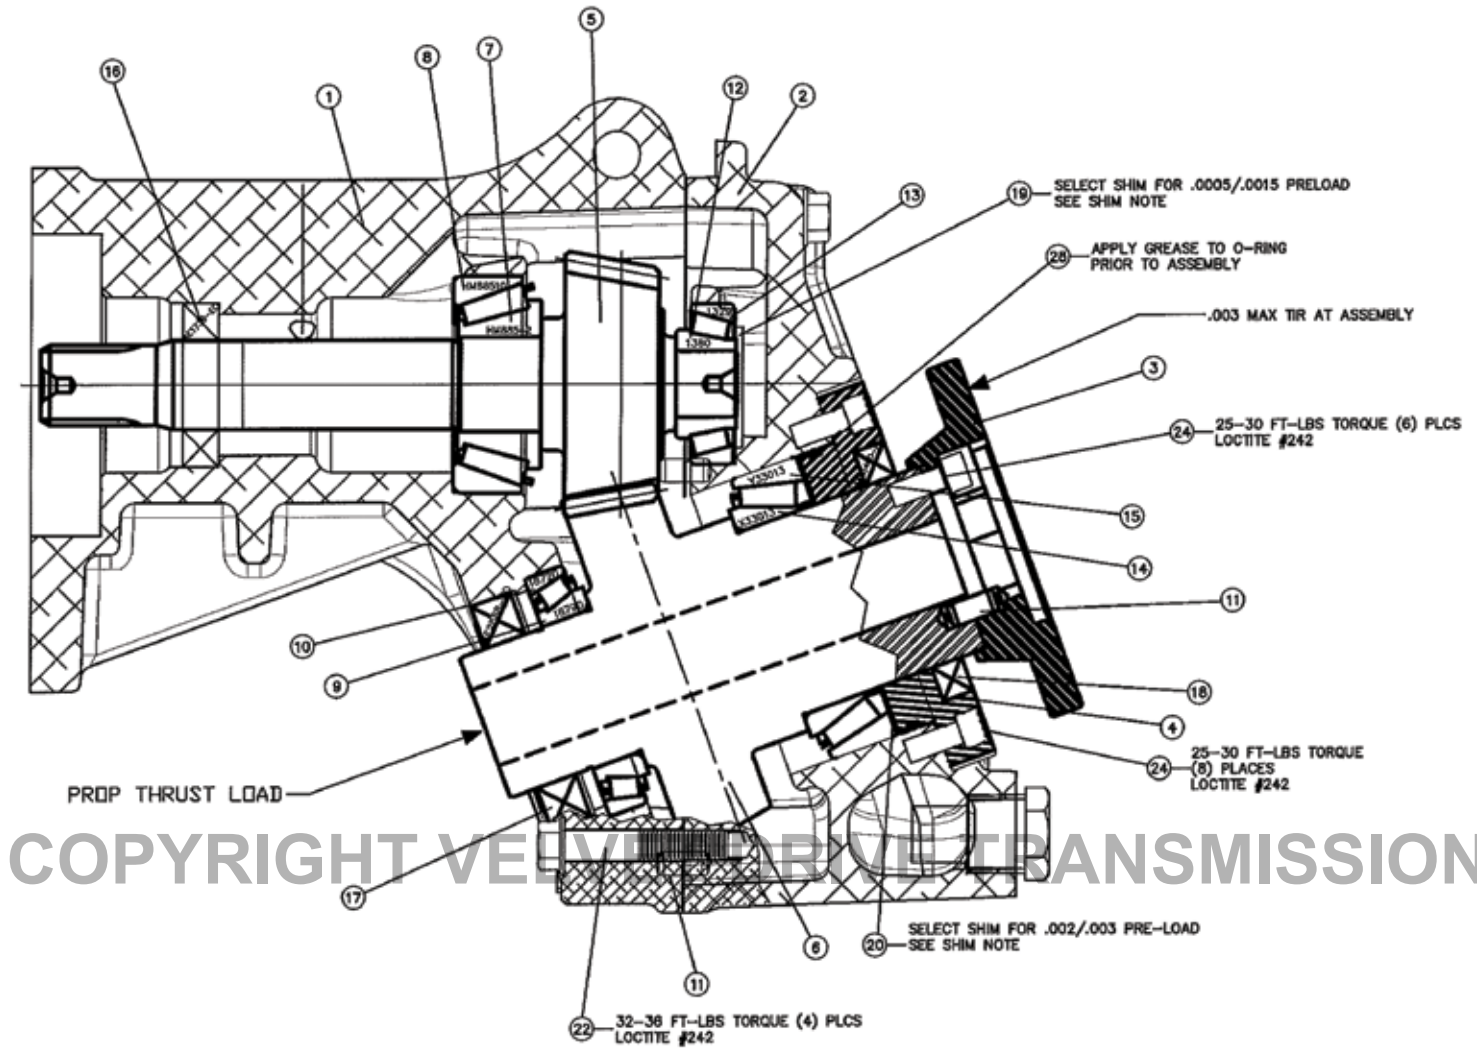 5
7
8
16
1
12
2
13
19 SELECT SHIM FOR .0005/.0015 PRELOAD
SEE SHIM NOTE
28 APPLY GREASE TO O-RING
PRIOR TO ASSEMBLY
.003 MAX TIR AT ASSEMBLY
3
24 25-30 FT-LBS TORQUE (6) PLCS
LOCTITE #242
1380
Y33013
X33013
15
14
11
10
9
18
4
24 25-30 FT-LBS TORQUE
(8) PLACES
LOCTITE #242
PROP THRUST LOAD
COPYRIGHT VELVET DRIVE TRANSMISSION
17
6
20 SELECT SHIM FOR .002/.003 PRE-LOAD
SEE SHIM NOTE
11
22 32-36 FT-LBS TORQUE (4) PLCS
LOCTITE #242